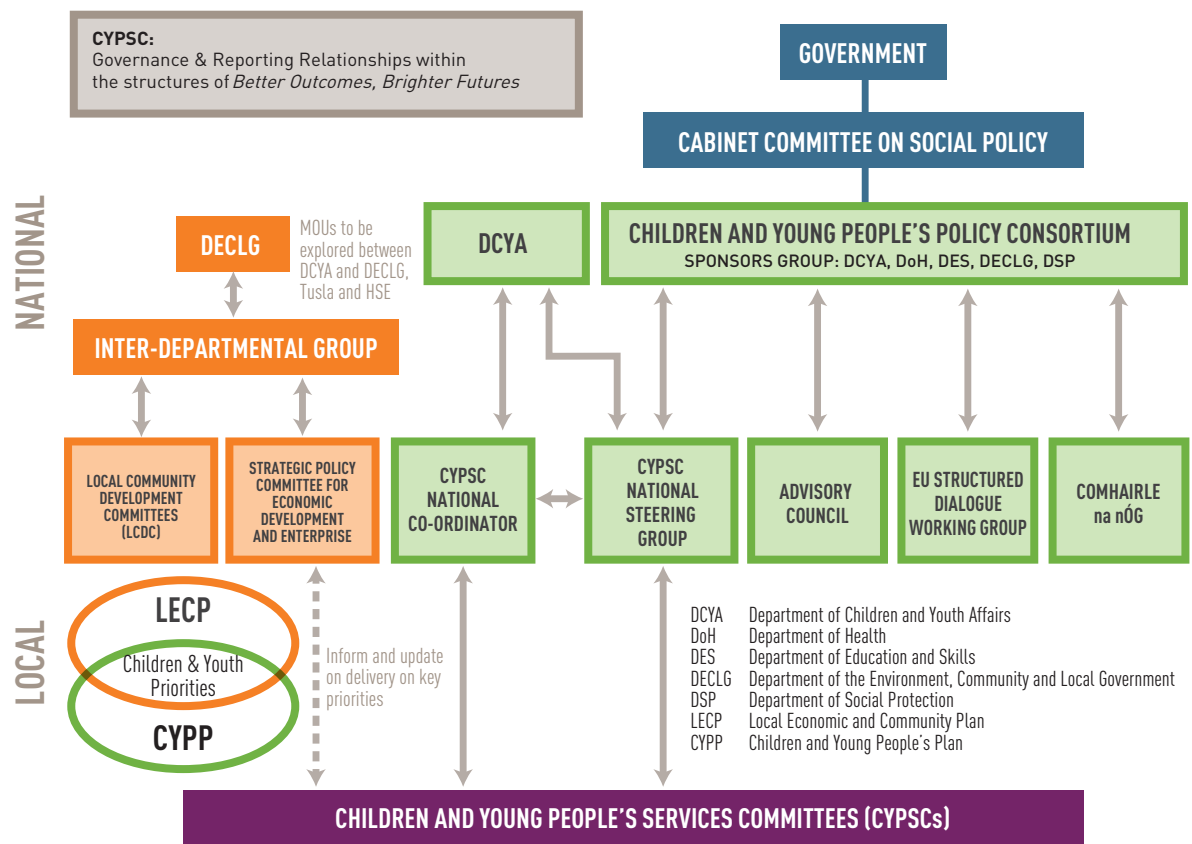 CYPSC:
Governance & Reporting Relationships within
the structures of Better Outcomes, Brighter Futures
GOVERNMENT
CABINET COMMITTEE ON SOCIAL POLICY
NATIONAL
DECLG
MOUs to be
explored between
DCYA and DECLG,
Tusla and HSE
DCYA
CHILDREN AND YOUNG PEOPLE'S POLICY CONSORTIUM
SPONSORS GROUP: DCYA, DoH, DES, DECLG, DSP
INTER-DEPARTMENTAL GROUP
LOCAL COMMUNITY
DEVELOPMENT
COMMITTEES
(LCDC)
STRATEGIC POLICY
COMMITTEE FOR
ECONOMIC
DEVELOPMENT
AND ENTERPRISE
CYPSC
NATIONAL
CO-ORDINATOR
CYPSC
NATIONAL
STEERING
GROUP
ADVISORY
COUNCIL
EU STRUCTURED
DIALOGUE
WORKING GROUP
COMHAIRLE
na nÓG
LOCAL
LECP
Children & Youth
Priorities
CYPP
Inform and update
on delivery on key
priorities
DCYA Department of Children and Youth Affairs
DoH Department of Health
DES Department of Education and Skills
DECLG Department of the Environment, Community and Local Government
DSP Department of Social Protection
LECP Local Economic and Community Plan
CYPP Children and Young People's Plan
CHILDREN AND YOUNG PEOPLE'S SERVICES COMMITTEES (CYPSCs)